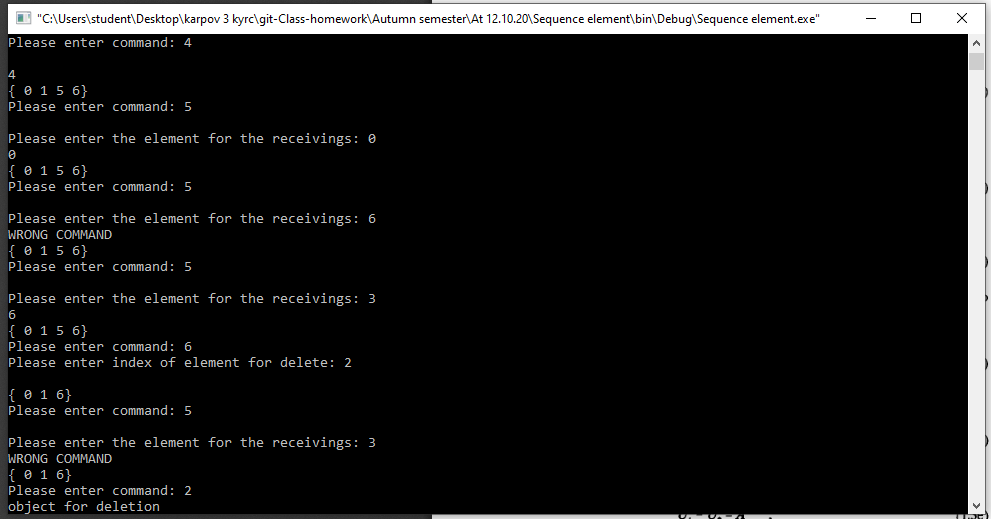 "C:\Users\student\Desktop\karpov 3 kyrc\git-Class-homework\Autumn semester\At 12.10.20\Sequence element\bin\Debug\Sequence element.exe"
Please enter command: 4
4
{ 0 1 5 6}
Please enter command: 5
Please enter the element for the receivings: 0
0
{ 0 1 5 6}
Please enter command: 5
Please enter the element for the receivings: 6
WRONG COMMAND
{ 0 1 5 6}
Please enter command: 5
Please enter the element for the receivings: 3
6
{ 0 1 5 6}
Please enter command: 6
Please enter index of element for delete: 2
{ 0 1 6}
Please enter command: 5
Please enter the element for the receivings: 3
WRONG COMMAND
{ 0 1 6}
Please enter command: 2
object for deletion